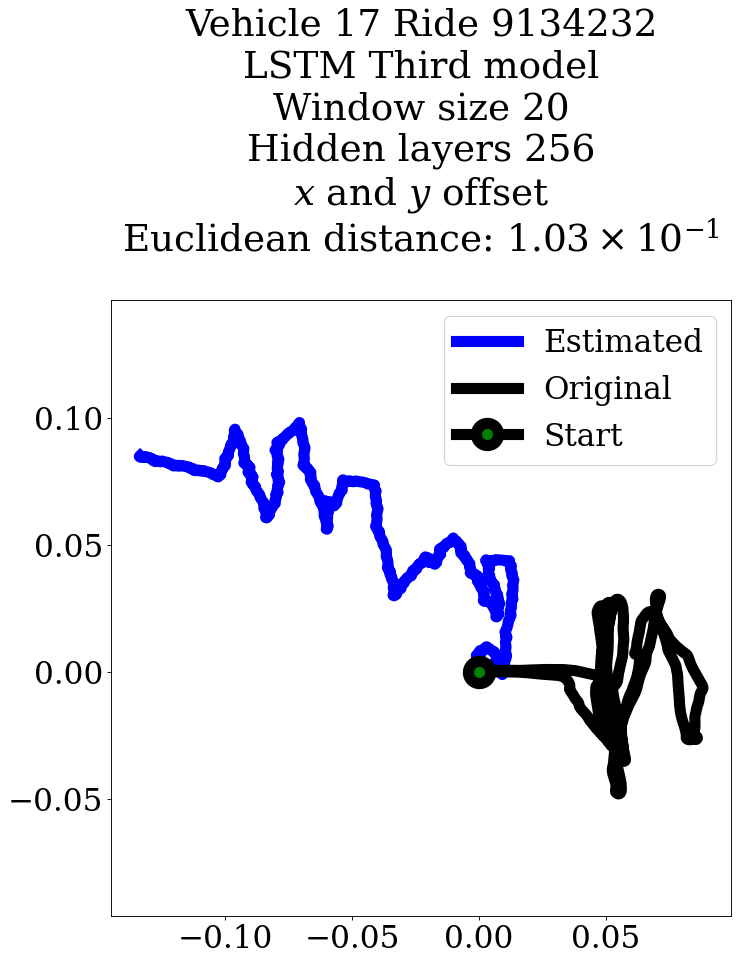 Vehicle 17 Ride 9134232
LSTM Third model
Window size 20
Hidden layers 256
x and y offset
Euclidean distance: 1.03 × 10⁻¹
Estimated
Original
Start
0.10
0.05
0.00
−0.05
−0.10 −0.05 0.00 0.05